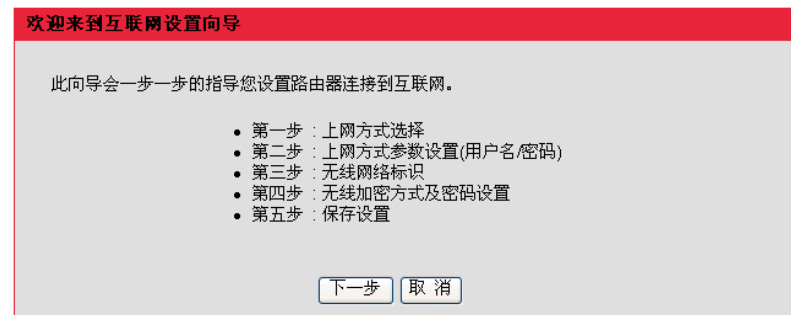 欢迎来到互联网设置向导
此向导会一步一步的指导您设置路由器连接到互联网。
● 第一步 : 上网方式选择
● 第二步 : 上网方式参数设置(用户名/密码)
● 第三步 : 无线网络标识
● 第四步 : 无线加密方式及密码设置
● 第五步 : 保存设置
下一步 取 消